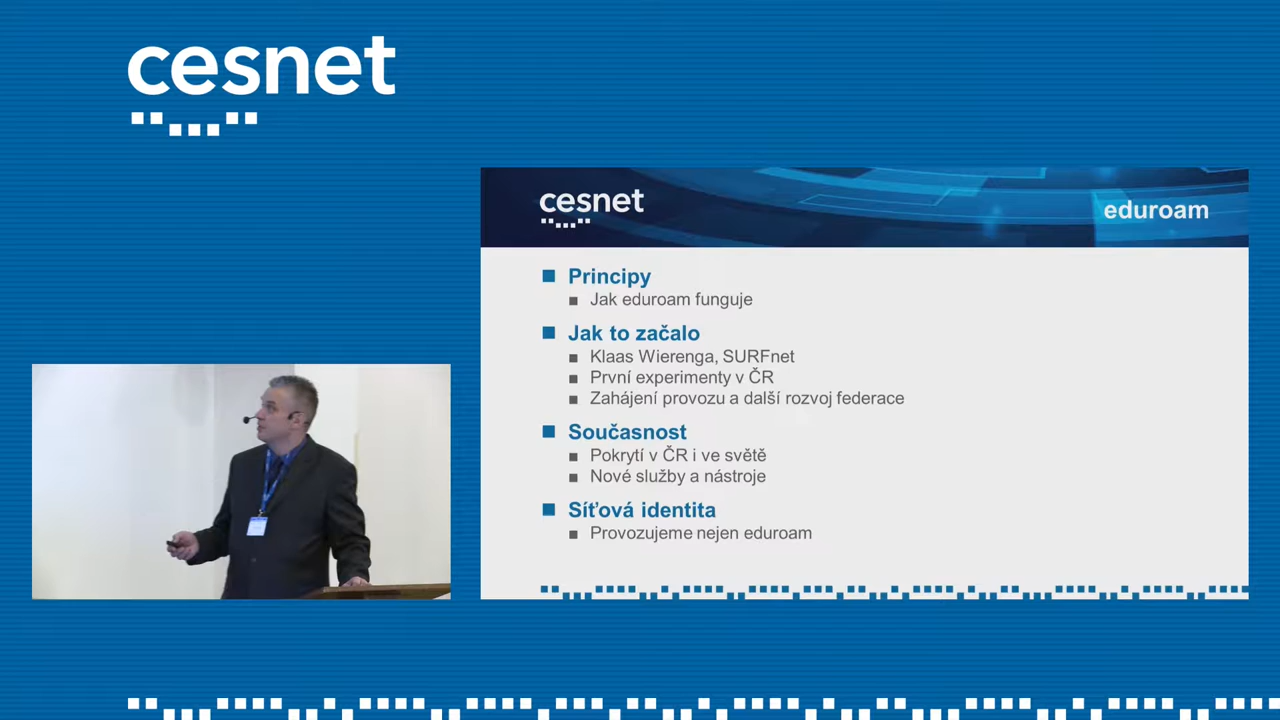 cesnet
cesnet
eduroam
Principy
Jak eduroam funguje
Jak to začalo
Klaas Wierenga, SURFnet
První experimenty v ČR
Zahájení provozu a další rozvoj federace
Současnost
Pokrytí v ČR i ve světě
Nové služby a nástroje
Síťová identita
Provozujeme nejen eduroam